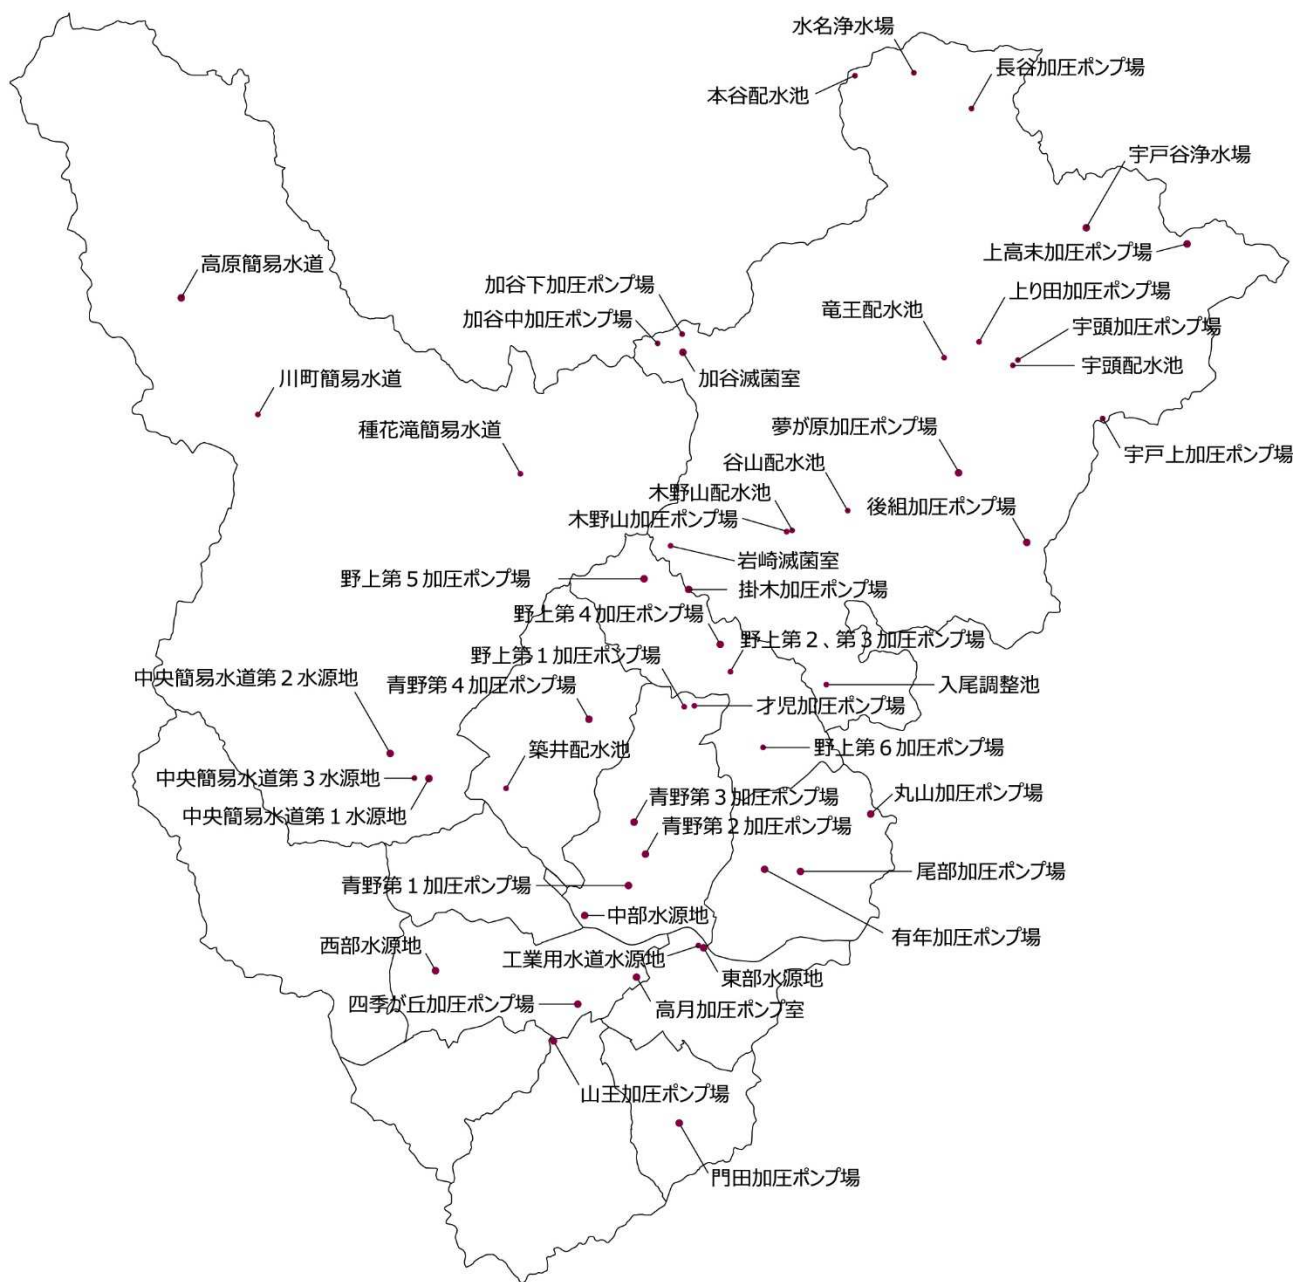 水名浄水場
長谷加圧ポンプ場
本谷配水池
宇戸谷浄水場
上高末加圧ポンプ場
高原簡易水道
加谷下加圧ポンプ場
上り田加圧ポンプ場
竜王配水池
加谷中加圧ポンプ場
宇頭加圧ポンプ場
宇頭配水池
加谷滅菌室
川町簡易水道
種花滝簡易水道
夢が原加圧ポンプ場
宇戸上加圧ポンプ場
谷山配水池
木野山配水池
後組加圧ポンプ場
木野山加圧ポンプ場
岩崎滅菌室
野上第５加圧ポンプ場
掛木加圧ポンプ場
野上第４加圧ポンプ場
野上第２、第３加圧ポンプ場
野上第１加圧ポンプ場
中央簡易水道第２水源地
青野第４加圧ポンプ場
入尾調整池
才児加圧ポンプ場
築井配水池
野上第６加圧ポンプ場
中央簡易水道第３水源地
青野第３加圧ポンプ場
丸山加圧ポンプ場
中央簡易水道第１水源地
青野第２加圧ポンプ場
尾部加圧ポンプ場
青野第１加圧ポンプ場
中部水源地
有年加圧ポンプ場
西部水源地
工業用水道水源地
東部水源地
四季が丘加圧ポンプ場
高月加圧ポンプ室
山王加圧ポンプ場
門田加圧ポンプ場